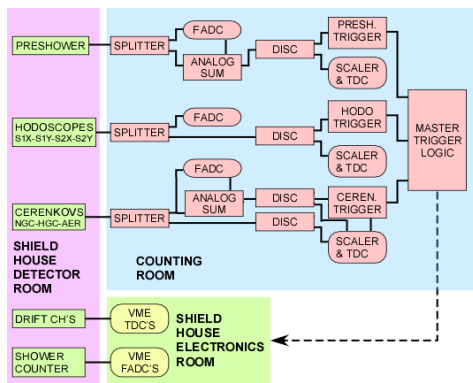 PRESHOWER
SPLITTER
FADC
ANALOG
SUM
DISC
PRESH.
TRIGGER
SCALER
& TDC
HODOSCOPES
S1X-S1Y-S2X-S2Y
SPLITTER
FADC
DISC
HODO
TRIGGER
SCALER
& TDC
MASTER
TRIGGER
LOGIC
CERENKOVS
NGC-HGC-AER
SPLITTER
FADC
ANALOG
SUM
DISC
DISC
CEREN.
TRIGGER
SCALER
& TDC
SHIELD
HOUSE
DETECTOR
ROOM
COUNTING
ROOM
DRIFT CH'S
VME
TDC'S
SHOWER
COUNTER
VME
FADC'S
SHIELD
HOUSE
ELECTRONICS
ROOM